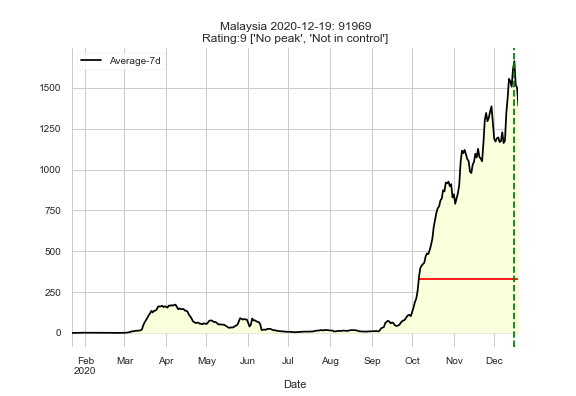 Malaysia 2020-12-19: 91969
Rating:9 ['No peak', 'Not in control']
Average-7d
1500
1250
1000
750
500
250
0
Feb Mar Apr May Jun Jul Aug Sep Oct Nov Dec
2020
Date